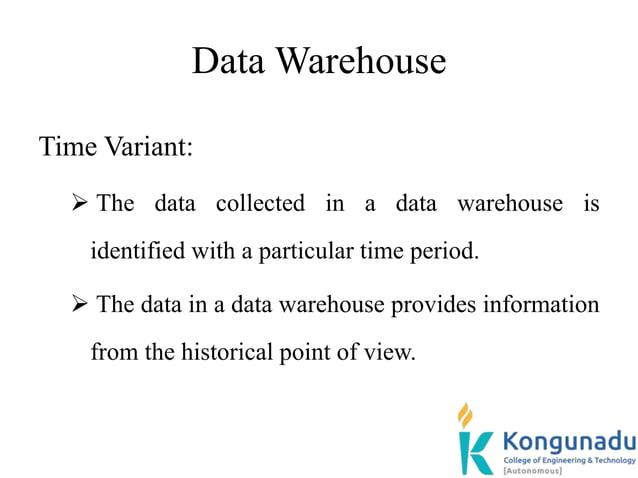 Data Warehouse
Time Variant:
➢ The data collected in a data warehouse is
identified with a particular time period.
➢ The data in a data warehouse provides information
from the historical point of view.
Kongunadu
College of Engineering & Technology
[Autonomous]